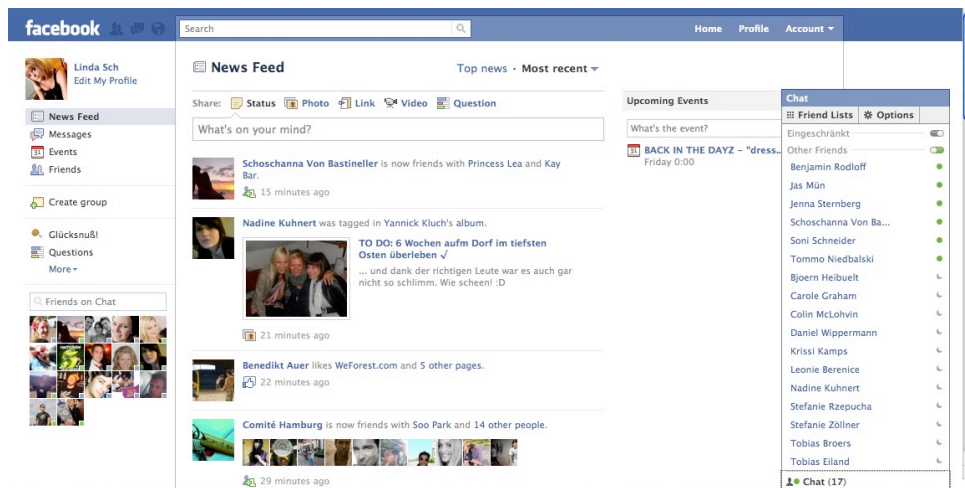 facebook
Search
Home Profile Account
Linda Sch
Edit My Profile
News Feed
Messages
31 Events
Friends
Create group
Glücksnuß!
Questions
More
Friends on Chat
News Feed
Top news · Most recent
Share: Status Photo Link Video Question
What's on your mind?
Schoschanna Von Bastineller is now friends with Princess Lea and Kay
Bar.
15 minutes ago
Nadine Kuhnert was tagged in Yannick Kluch's album.
TO DO: 6 Wochen aufm Dorf im tiefsten
Osten überleben √
... und dank der richtigen Leute war es auch gar
nicht so schlimm. Wie scheen! :D
21 minutes ago
Benedikt Auer likes WeForest.com and 5 other pages.
22 minutes ago
Comité Hamburg is now friends with Soo Park and 14 other people.
29 minutes ago
Upcoming Events
What's the event?
31 BACK IN THE DAYZ - "dress...
Friday 0:00
Chat
Friend Lists Options
Eingeschränkt
Other Friends
Benjamin Rodloff
Jas Mün
Jenna Sternberg
Schoschanna Von Ba...
Soni Schneider
Tommo Niedbalski
Bjoern Heibuelt
Carole Graham
Colin McLohvin
Daniel Wippermann
Krissi Kamps
Leonie Berenice
Nadine Kuhnert
Stefanie Rzepucha
Stefanie Zöllner
Tobias Broers
Tobias Eiland
Chat (17)